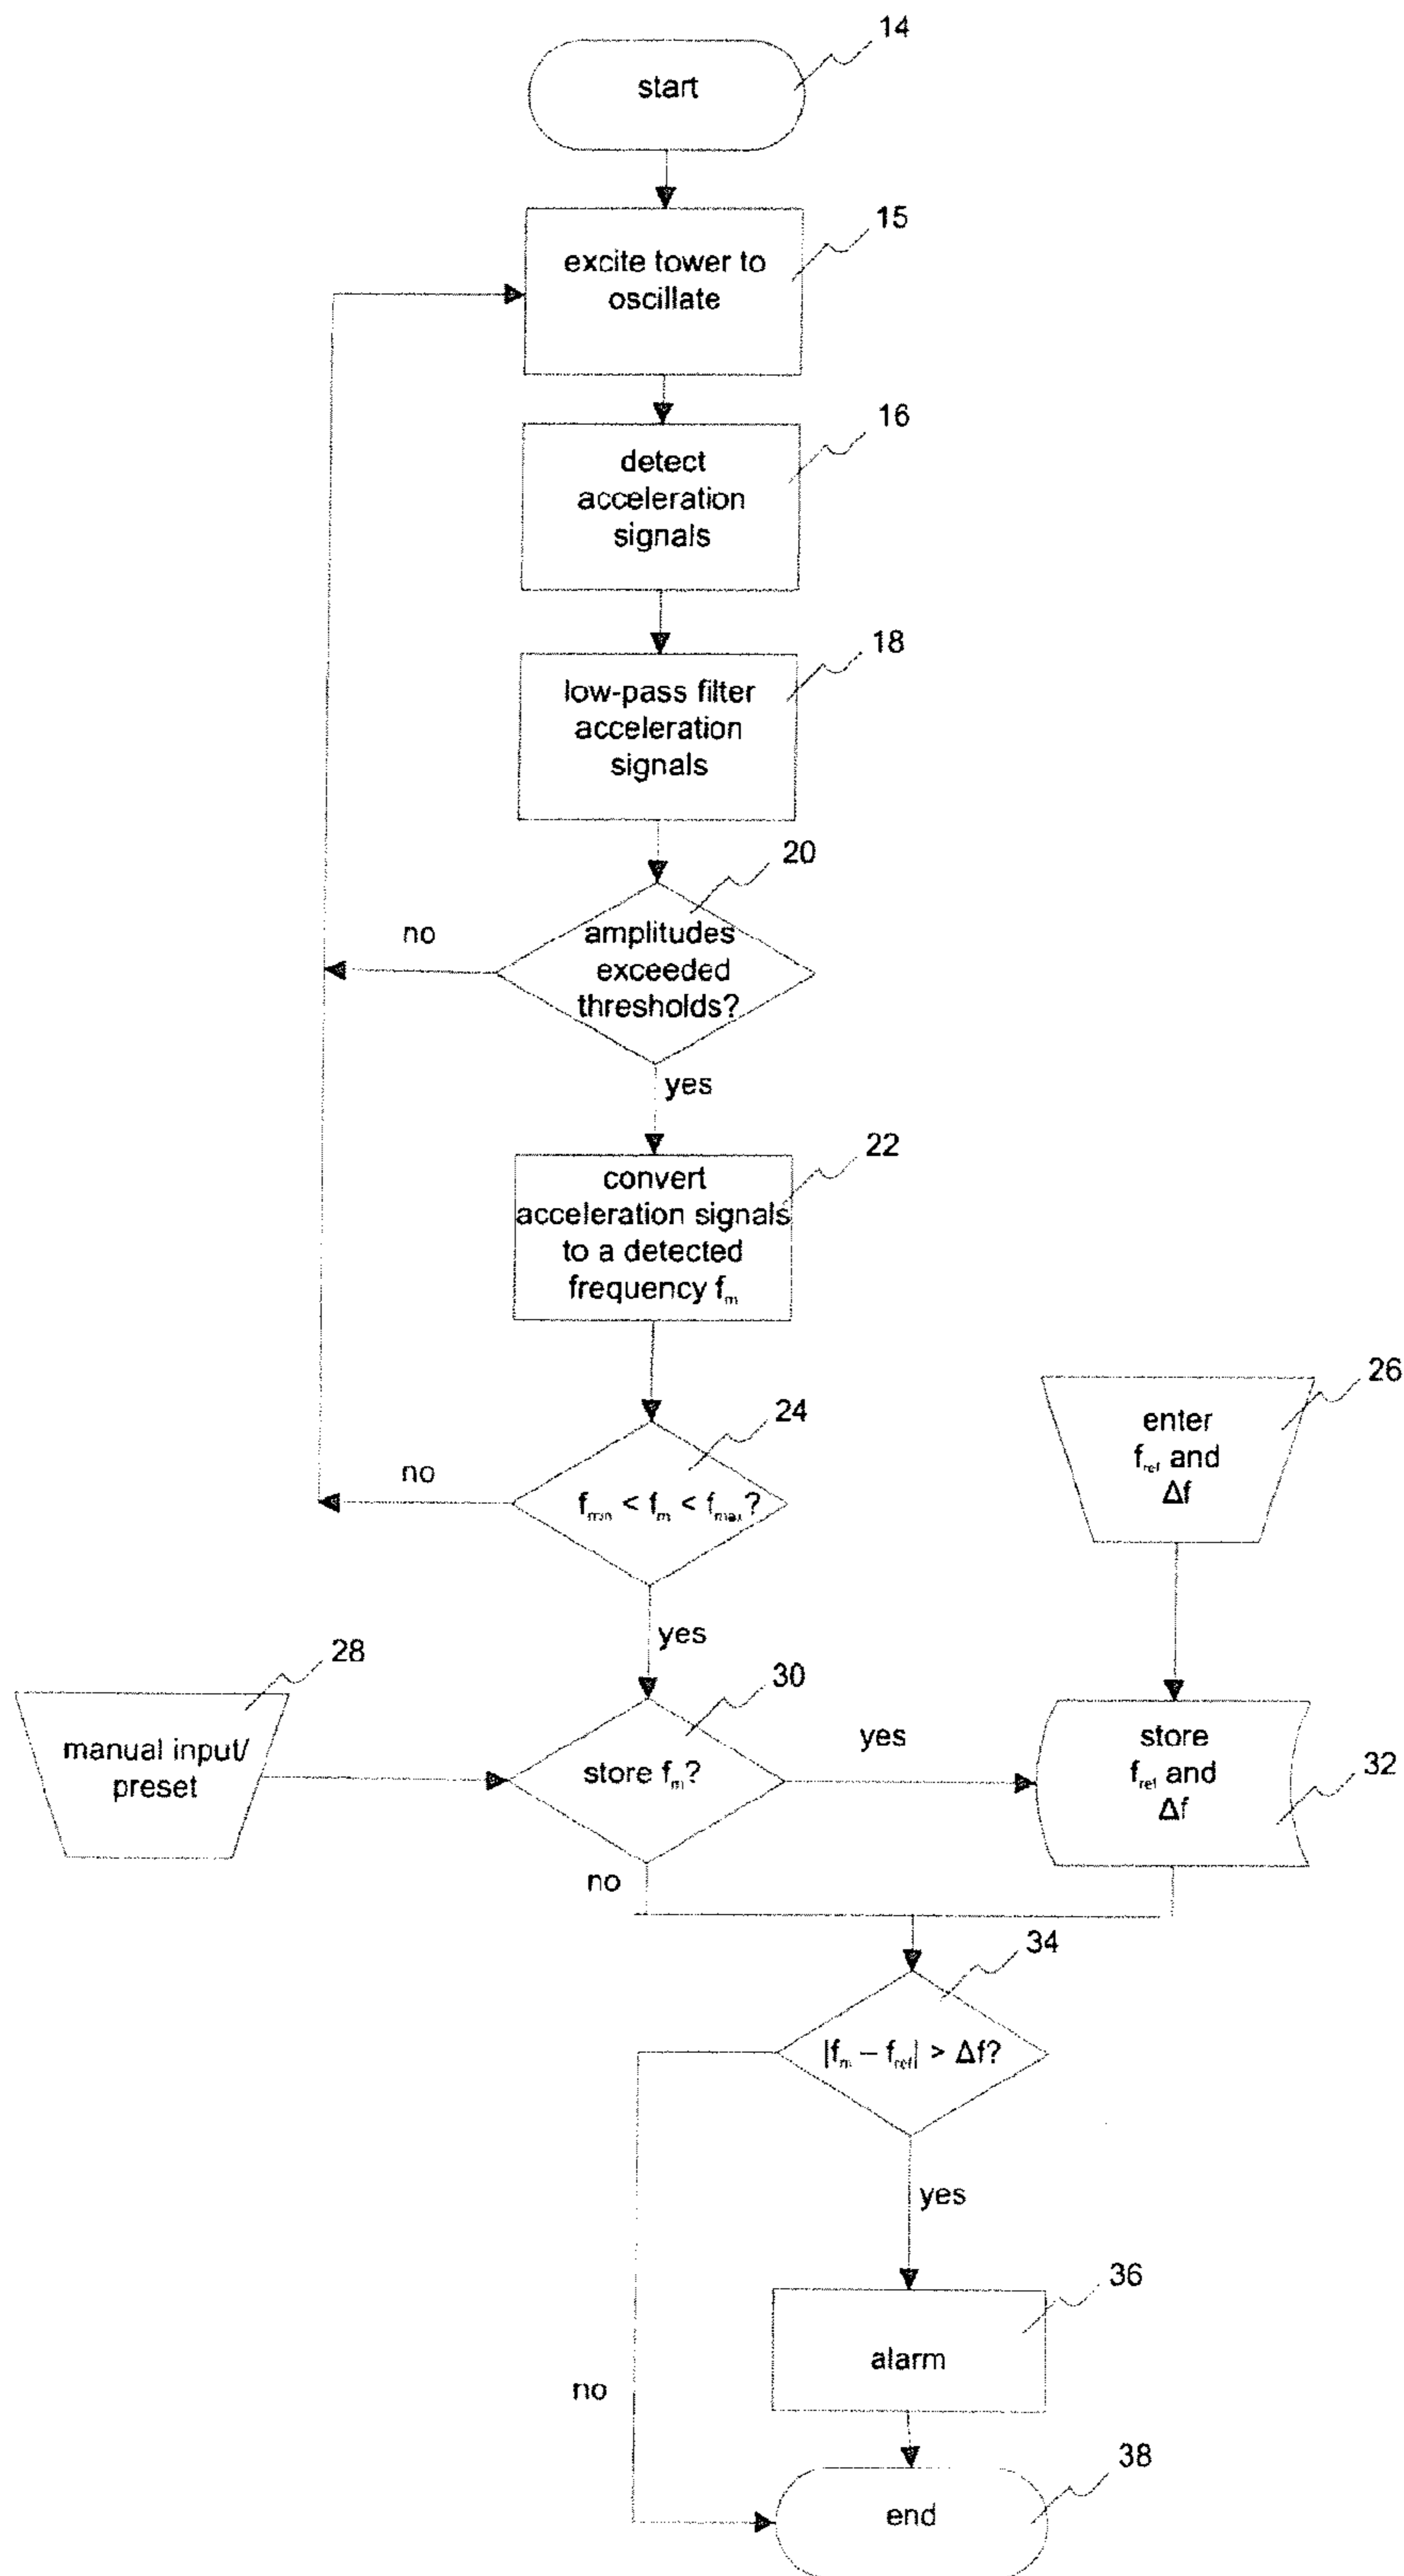 14
start
15
excite tower to
oscillate
16
detect
acceleration
signals
18
low-pass filter
acceleration
signals
20
no
amplitudes
exceeded
thresholds?
yes
22
convert
acceleration signals
to a detected
frequency fm
26
enter
fref and
Δf
24
no
fmin < fm < fmax?
yes
28
manual input/
preset
30
store fm?
yes
store
fref and
Δf
32
no
34
|fm – fref| > Δf?
yes
36
alarm
no
38
end